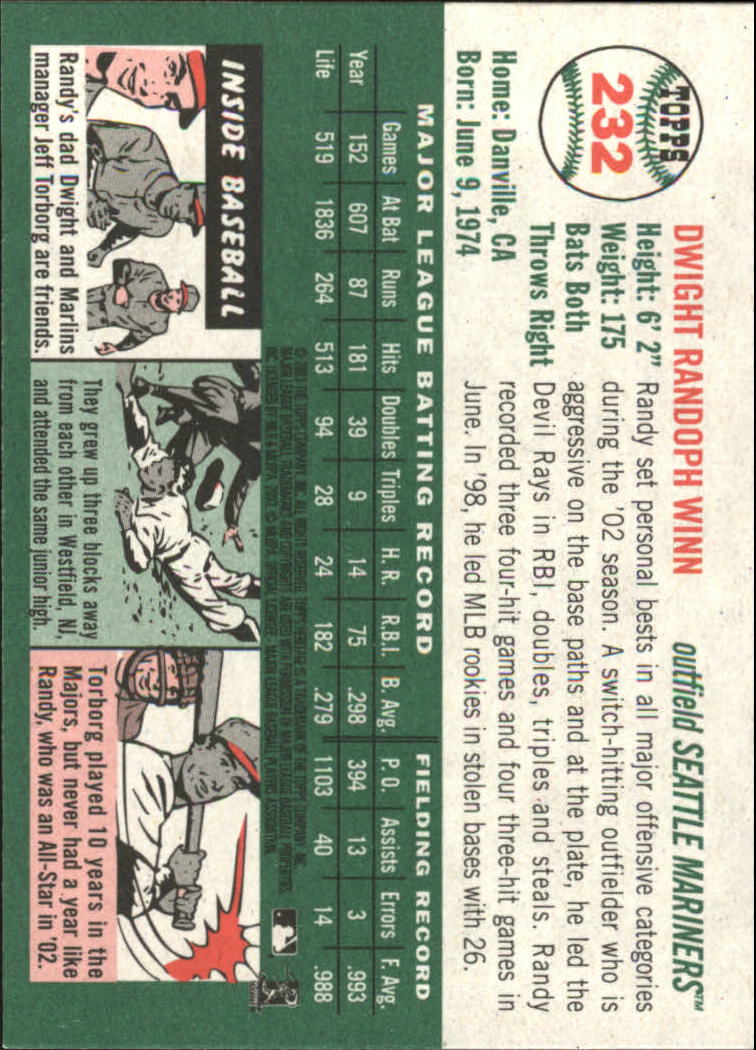 TOPPS
232
DWIGHT RANDOPH WINN
outfield SEATTLE MARINERS™
Height: 6' 2"
Weight: 175
Bats Both
Throws Right
Home: Danville, CA
Born: June 9, 1974
Randy set personal bests in all major offensive categories
during the '02 season. A switch-hitting outfielder who is
aggressive on the base paths and at the plate, he led the
Devil Rays in RBI, doubles, triples and steals. Randy
recorded three four-hit games and four three-hit games in
June. In '98, he led MLB rookies in stolen bases with 26.
MAJOR LEAGUE BATTING RECORD
FIELDING RECORD
Games At Bat Runs Hits Doubles Triples H. R. R.B.I. B. Avg. P. O. Assists Errors F. Avg.
Year 152 607 87 181 39 9 14 75 .298 394 13 3 .993
Life 519 1836 264 513 94 28 24 182 .279 1103 40 14 .988
INSIDE BASEBALL
Randy's dad Dwight and Marlins
manager Jeff Torborg are friends.
They grew up three blocks away
from each other in Westfield, NJ,
and attended the same junior high.
Torborg played 10 years in the
Majors, but never had a year like
Randy, who was an All-Star in '02.